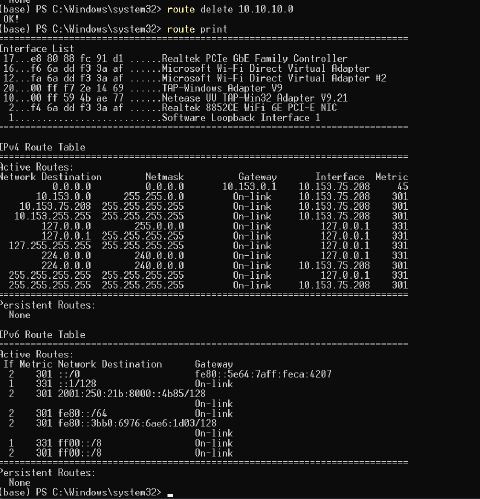 None
(base) PS C:\Windows\system32> route delete 10.10.10.0
OK!
(base) PS C:\Windows\system32> route print
===========================================================================
Interface List
17...e8 80 88 fc 91 d1 ......Realtek PCIe GbE Family Controller
16...f6 6a dd f3 3a af ......Microsoft Wi-Fi Direct Virtual Adapter
12...fa 6a dd f3 3a af ......Microsoft Wi-Fi Direct Virtual Adapter #2
20...00 ff f7 2e 14 69 ......TAP-Windows Adapter V9
10...00 ff 59 4b ae 77 ......Netease UU TAP-Win32 Adapter V9.21
2...f4 6a dd f3 3a af ......Realtek 8852CE WiFi 6E PCI-E NIC
1...........................Software Loopback Interface 1
===========================================================================
IPv4 Route Table
===========================================================================
Active Routes:
Network Destination Netmask Gateway Interface Metric
0.0.0.0 0.0.0.0 10.153.0.1 10.153.75.208 45
10.153.0.0 255.255.0.0 On-link 10.153.75.208 301
10.153.75.208 255.255.255.255 On-link 10.153.75.208 301
10.153.255.255 255.255.255.255 On-link 10.153.75.208 301
127.0.0.0 255.0.0.0 On-link 127.0.0.1 331
127.0.0.1 255.255.255.255 On-link 127.0.0.1 331
127.255.255.255 255.255.255.255 On-link 127.0.0.1 331
224.0.0.0 240.0.0.0 On-link 127.0.0.1 331
224.0.0.0 240.0.0.0 On-link 10.153.75.208 301
255.255.255.255 255.255.255.255 On-link 127.0.0.1 331
255.255.255.255 255.255.255.255 On-link 10.153.75.208 301
===========================================================================
Persistent Routes:
None
IPv6 Route Table
===========================================================================
Active Routes:
If Metric Network Destination Gateway
2 301 ::/0 fe80::5e64:7aff:feca:4207
1 331 ::1/128 On-link
2 301 2001:250:21b:8000::4b85/128
On-link
2 301 fe80::/64 On-link
2 301 fe80::3bb0:6976:6ae6:1d03/128
On-link
1 331 ff00::/8 On-link
2 301 ff00::/8 On-link
===========================================================================
Persistent Routes:
None
(base) PS C:\Windows\system32>